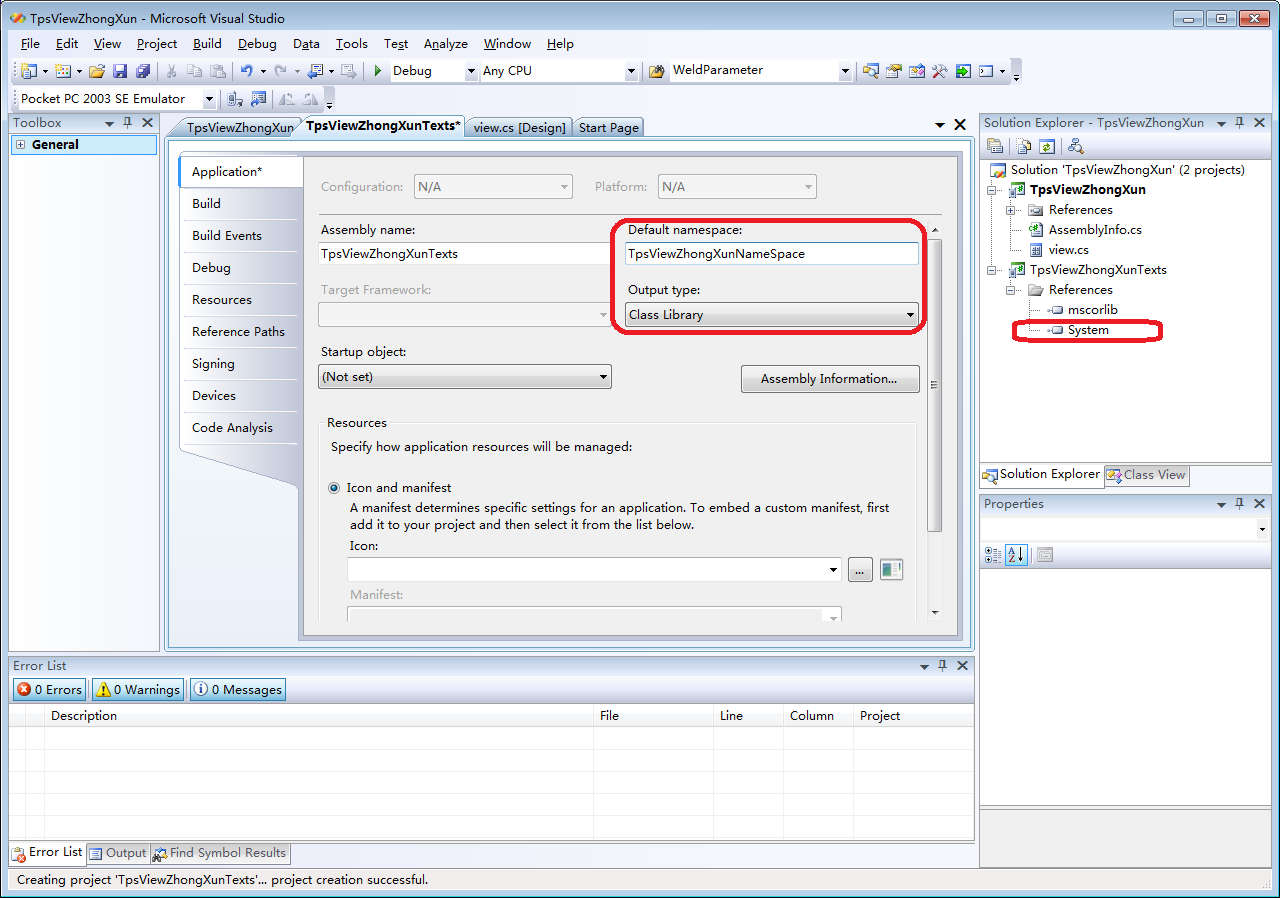 TpsViewZhongXun - Microsoft Visual Studio
File Edit View Project Build Debug Data Tools Test Analyze Window Help
Debug Any CPU WeldParameter
Pocket PC 2003 SE Emulator
Toolbox
General
TpsViewZhongXun TpsViewZhongXunTexts* view.cs [Design] Start Page
Application*
Build
Build Events
Debug
Resources
Reference Paths
Signing
Devices
Code Analysis
Configuration: N/A Platform: N/A
Assembly name: Default namespace:
TpsViewZhongXunTexts TpsViewZhongXunNameSpace
Target Framework: Output type:
Class Library
Startup object:
(Not set) Assembly Information...
Resources
Specify how application resources will be managed:
Icon and manifest
A manifest determines specific settings for an application. To embed a custom manifest, first
add it to your project and then select it from the list below.
Icon:
...
Manifest:
Solution Explorer - TpsViewZhongXun
Solution 'TpsViewZhongXun' (2 projects)
TpsViewZhongXun
References
AssemblyInfo.cs
view.cs
TpsViewZhongXunTexts
References
mscorlib
System
Solution Explorer Class View
Properties
Error List
0 Errors 0 Warnings 0 Messages
Description File Line Column Project
Error List Output Find Symbol Results
Creating project 'TpsViewZhongXunTexts'... project creation successful.